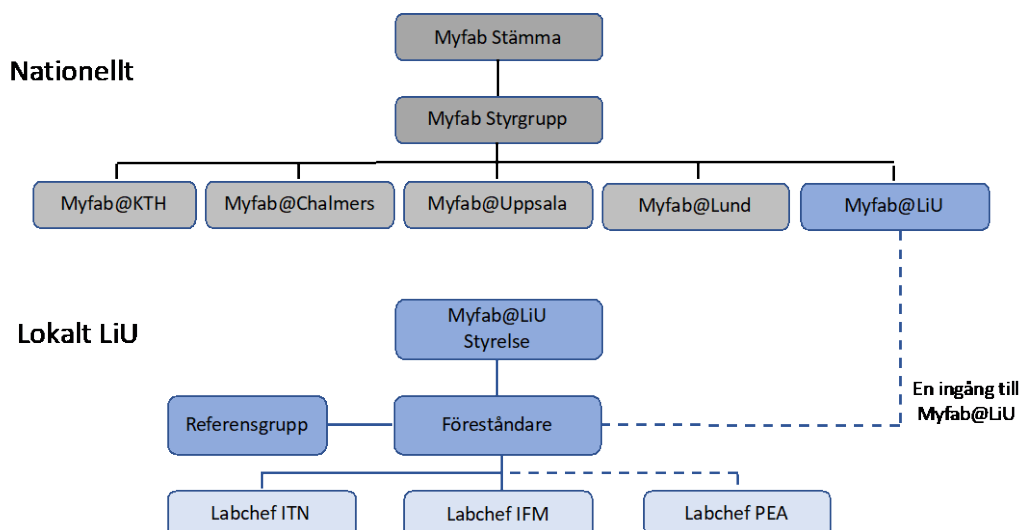 Myfab Stämma
Nationellt
Myfab Styrgrupp
Myfab@KTH
Myfab@Chalmers
Myfab@Uppsala
Myfab@Lund
Myfab@LiU
Myfab@LiU
Styrelse
Lokalt LiU
En ingång till
Myfab@LiU
Referensgrupp
Föreståndare
Labchef ITN
Labchef IFM
Labchef PEA